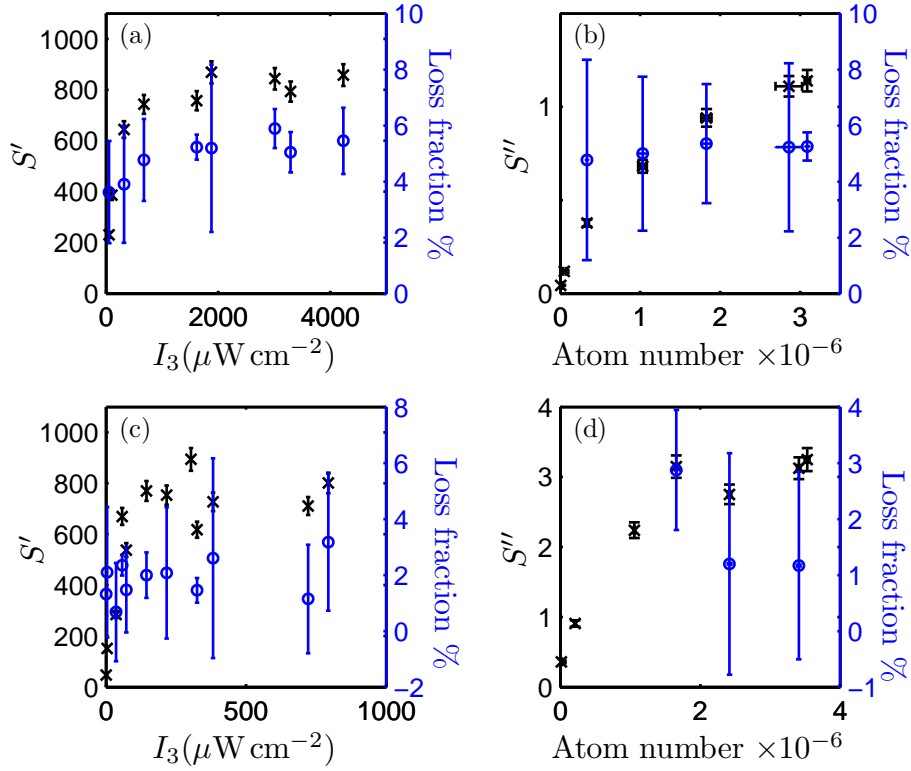 (a)
1000
800
600
400
200
0
S′
0 2000 4000
I₃(μW cm⁻²)
10
8
6
4
2
0
Loss fraction %
(b)
1
0
S″
0 1 2 3
Atom number ×10⁻⁶
10
8
6
4
2
0
Loss fraction %
(c)
1000
800
600
400
200
0
S′
0 500 1000
I₃(μW cm⁻²)
8
6
4
2
0
−2
Loss fraction %
(d)
4
3
2
1
0
S″
0 2 4
Atom number ×10⁻⁶
4
3
2
1
0
−1
Loss fraction %